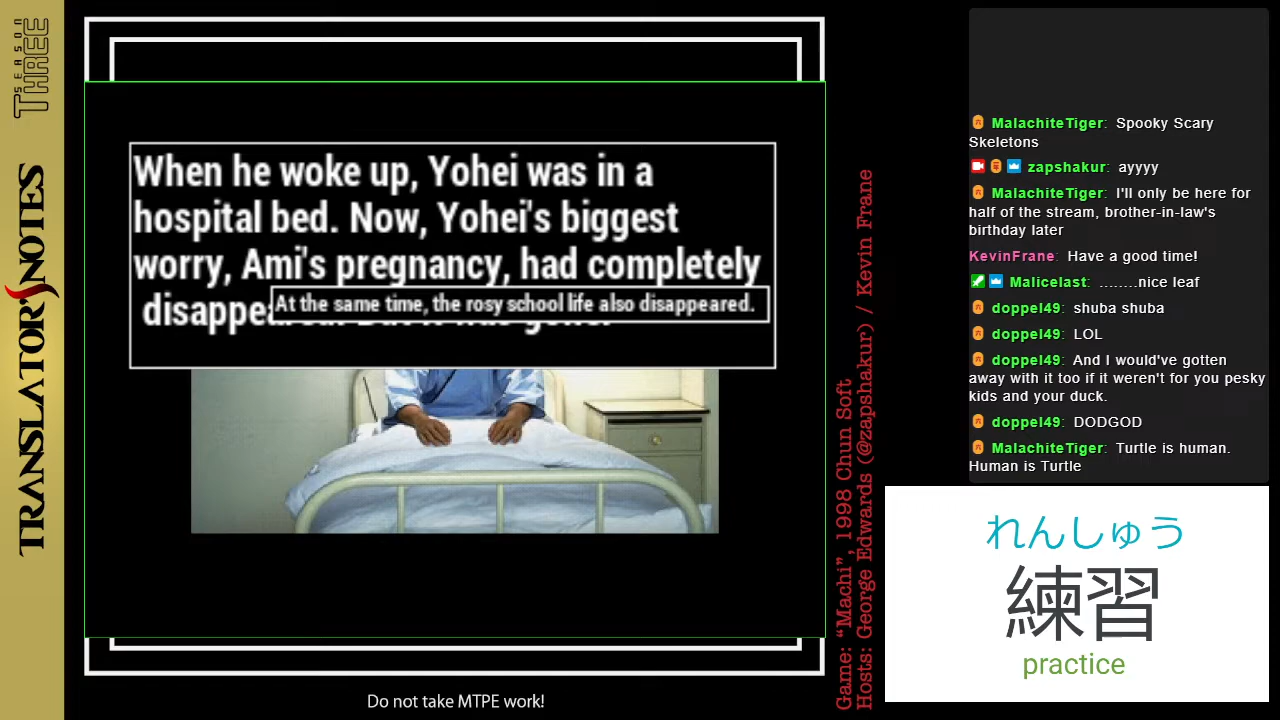 SEASON
THREE
TRANSLATOR'S NOTES
When he woke up, Yohei was in a
hospital bed. Now, Yohei's biggest
worry, Ami's pregnancy, had completely
At the same time, the rosy school life also disappeared.
Game: "Machi", 1998 Chun Soft
Hosts: George Edwards (@zapshakur) / Kevin Frane
Do not take MTPE work!
MalachiteTiger: Spooky Scary
Skeletons
zapshakur: ayyyy
MalachiteTiger: I'll only be here for
half of the stream, brother-in-law's
birthday later
KevinFrane: Have a good time!
Malicelast: .......nice leaf
doppel49: shuba shuba
doppel49: LOL
doppel49: And I would've gotten
away with it too if it weren't for you pesky
kids and your duck.
doppel49: DODGOD
MalachiteTiger: Turtle is human.
Human is Turtle
れんしゅう
練習
practice